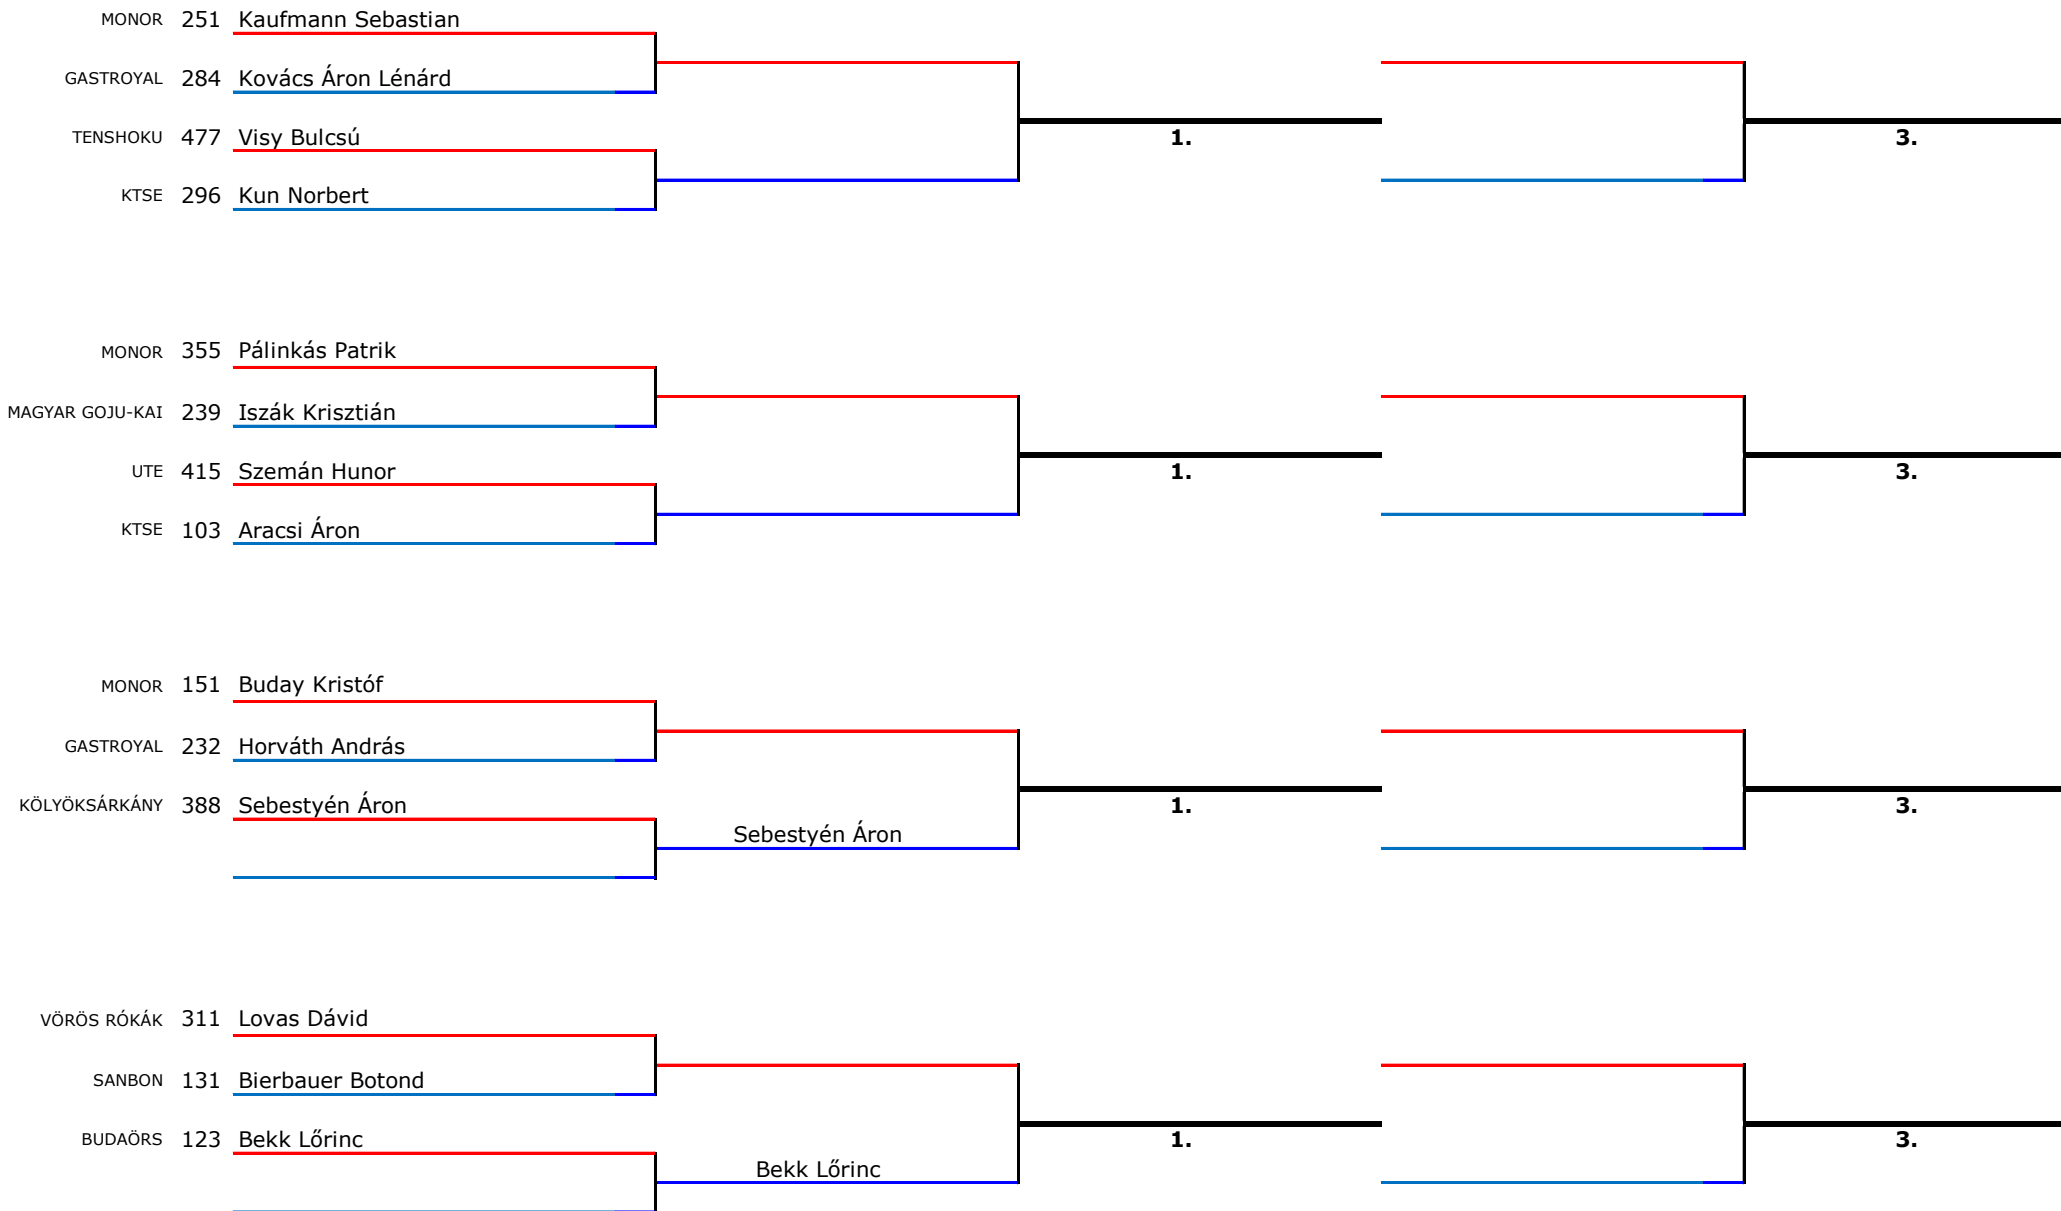 MONOR 251 Kaufmann Sebastian
GASTROYAL 284 Kovács Áron Lénárd
TENSHOKU 477 Visy Bulcsú 1. 3.
KTSE 296 Kun Norbert
MONOR 355 Pálinkás Patrik
MAGYAR GOJU-KAI 239 Iszák Krisztián
UTE 415 Szemán Hunor 1. 3.
KTSE 103 Aracsi Áron
MONOR 151 Buday Kristóf
GASTROYAL 232 Horváth András
KÖLYÖKSÁRKÁNY 388 Sebestyén Áron 1. 3.
Sebestyén Áron
VÖRÖS RÓKÁK 311 Lovas Dávid
SANBON 131 Bierbauer Botond
BUDAÖRS 123 Bekk Lőrinc 1. 3.
Bekk Lőrinc